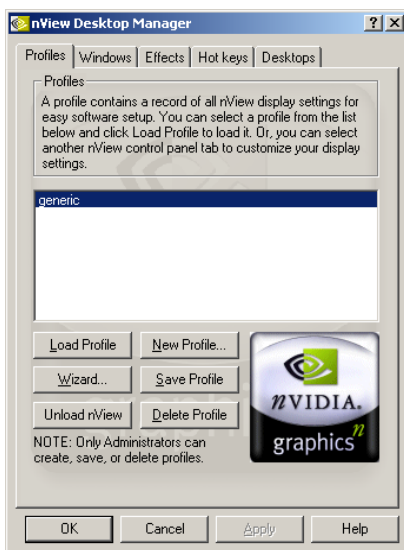 nView Desktop Manager
Profiles Windows Effects Hot keys Desktops
Profiles
A profile contains a record of all nView display settings for
easy software setup. You can select a profile from the list
below and click Load Profile to load it. Or, you can select
another nView control panel tab to customize your display
settings.
generic
Load Profile New Profile...
Wizard... Save Profile
Unload nView Delete Profile
NOTE: Only Administrators can
create, save, or delete profiles.
nVIDIA.
graphics n
OK Cancel Apply Help